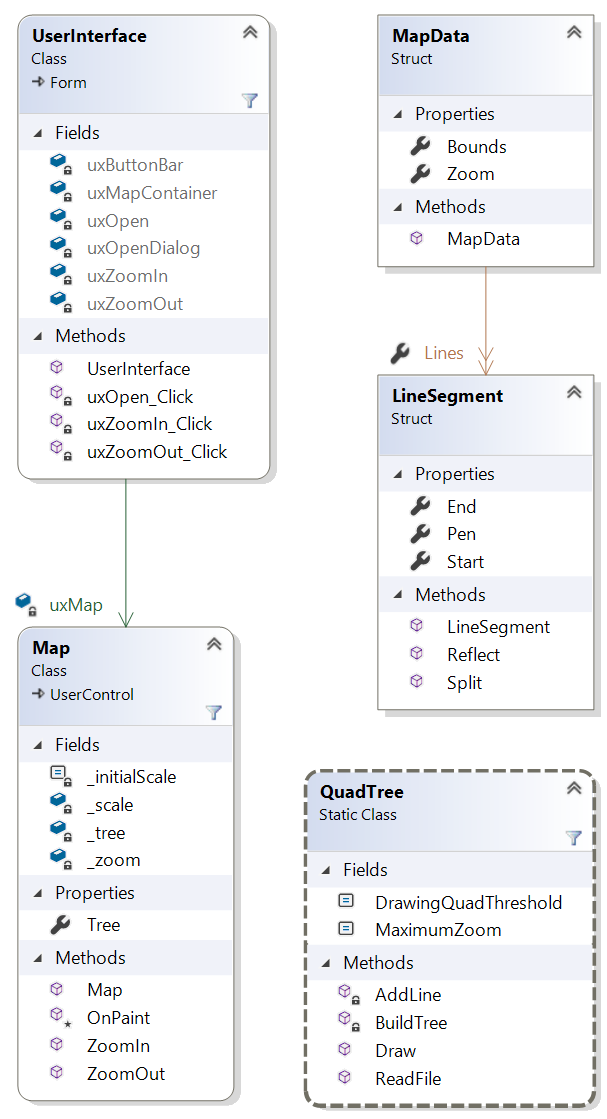 UserInterface
Class
Form
Fields
uxButtonBar
uxMapContainer
uxOpen
uxOpenDialog
uxZoomIn
uxZoomOut
Methods
UserInterface
uxOpen_Click
uxZoomIn_Click
uxZoomOut_Click
uxMap
Map
Class
UserControl
Fields
_initialScale
_scale
_tree
_zoom
Properties
Tree
Methods
Map
OnPaint
ZoomIn
ZoomOut
MapData
Struct
Properties
Bounds
Zoom
Methods
MapData
Lines
LineSegment
Struct
Properties
End
Pen
Start
Methods
LineSegment
Reflect
Split
QuadTree
Static Class
Fields
DrawingQuadThreshold
MaximumZoom
Methods
AddLine
BuildTree
Draw
ReadFile